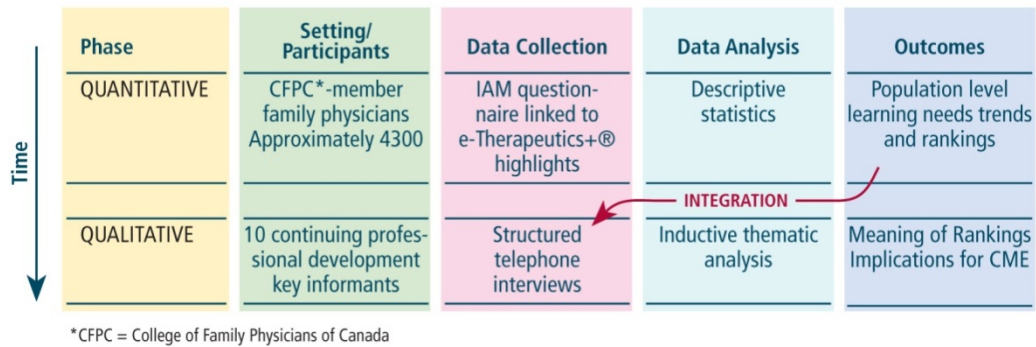 Time
Phase
Setting/
Participants
Data Collection
Data Analysis
Outcomes
QUANTITATIVE
CFPC*-member
family physicians
Approximately 4300
IAM question-
naire linked to
e-Therapeutics+®
highlights
Descriptive
statistics
Population level
learning needs trends
and rankings
INTEGRATION
QUALITATIVE
10 continuing profes-
sional development
key informants
Structured
telephone
interviews
Inductive thematic
analysis
Meaning of Rankings
Implications for CME
*CFPC = College of Family Physicians of Canada